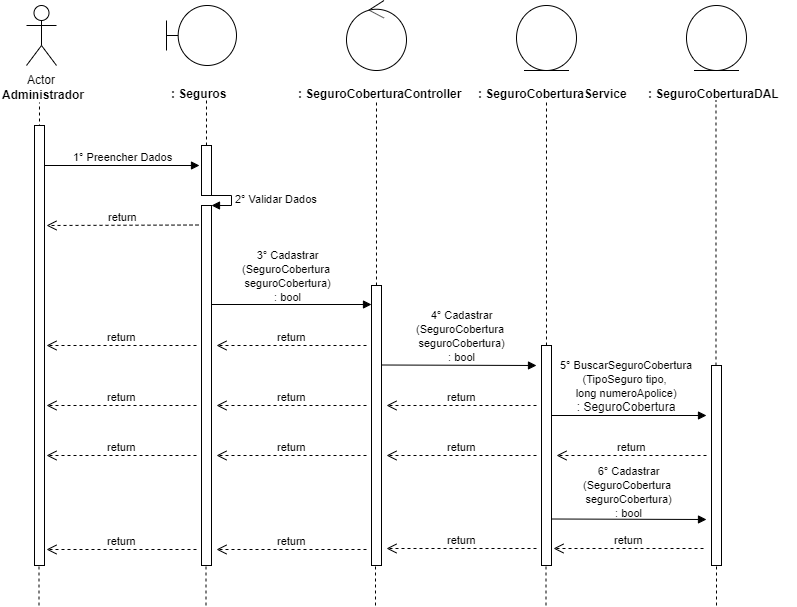 Actor
Administrador
: Seguros
: SeguroCoberturaController
: SeguroCoberturaService
: SeguroCoberturaDAL
1° Preencher Dados
2° Validar Dados
return
3° Cadastrar
(SeguroCobertura
seguroCobertura)
: bool
return
return
4° Cadastrar
(SeguroCobertura
seguroCobertura)
: bool
5° BuscarSeguroCobertura
(TipoSeguro tipo,
long numeroApolice)
: SeguroCobertura
return
return
return
return
return
return
return
6° Cadastrar
(SeguroCobertura
seguroCobertura)
: bool
return
return
return
return